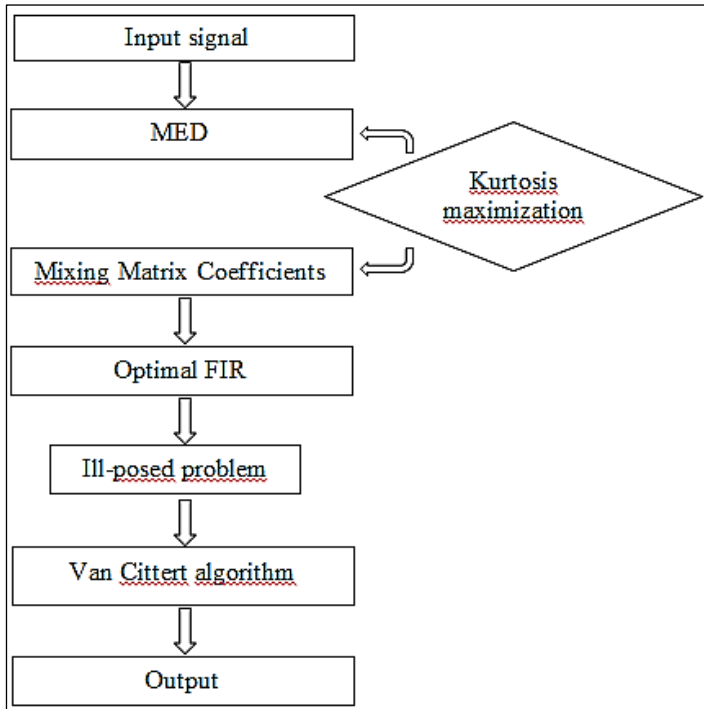 Input signal
MED
Kurtosis
maximization
Mixing Matrix Coefficients
Optimal FIR
Ill-posed problem
Van Cittert algorithm
Output